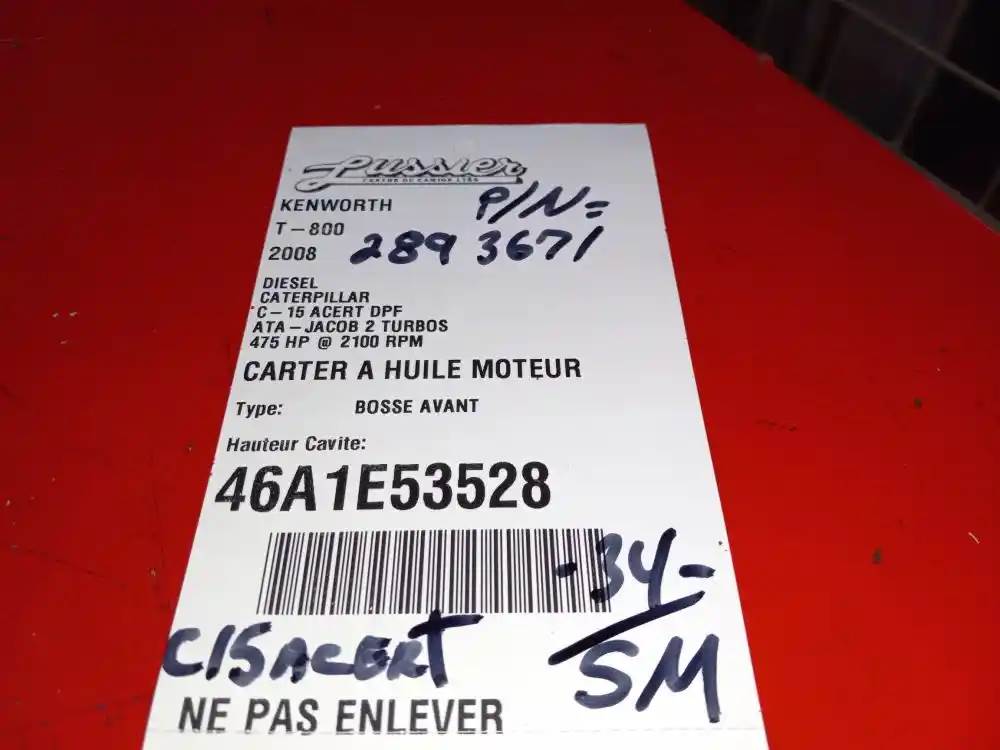 Lussier
CENTRE DU CAMION LTÉE
KENWORTH
P/N=
T-800
2893671
2008
DIESEL
CATERPILLAR
C-15 ACERT DPF
ATA-JACOB 2 TURBOS
475 HP @ 2100 RPM
CARTER A HUILE MOTEUR
Type: BOSSE AVANT
Hauteur Cavite:
46A1E53528
-34-
SM
C15ACERT
NE PAS ENLEVER